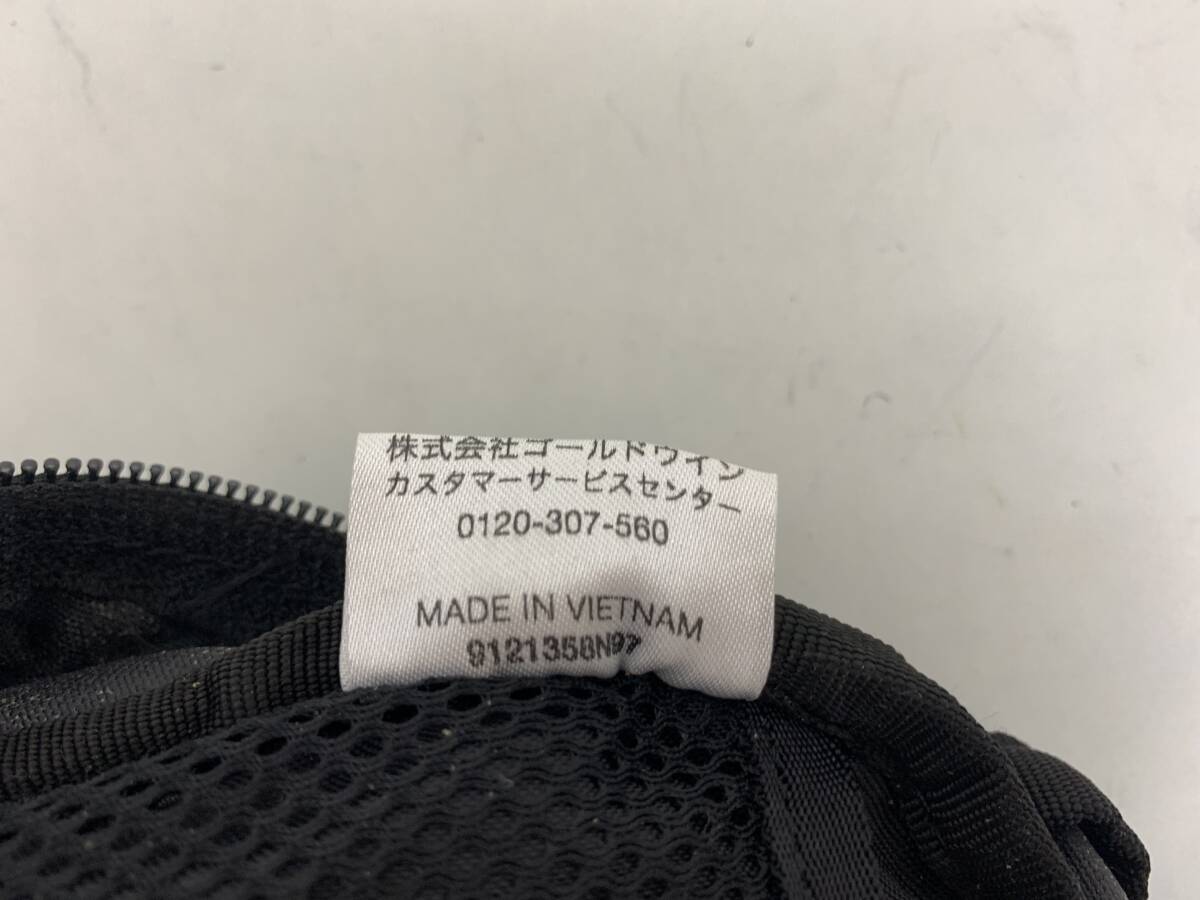 株式会社ゴールドウイン
カスタマーサービスセンター
0120-307-560
MADE IN VIETNAM
9121358N97